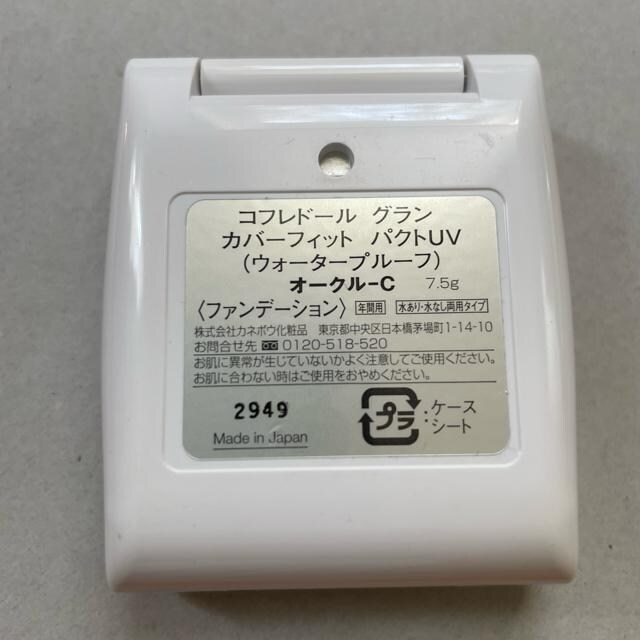 コフレドール グラン
カバーフィット パクトUV
(ウォータープルーフ)
オークル-C 7.5g
〈ファンデーション〉 年間用 水あり・水なし両用タイプ
株式会社カネボウ化粧品 東京都中央区日本橋茅場町1-14-10
お問合せ先 0120-518-520
お肌に異常が生じていないかよく注意してご使用ください。
お肌に合わない時はご使用をおやめください。
2949
プラ :ケース
シート
Made in Japan